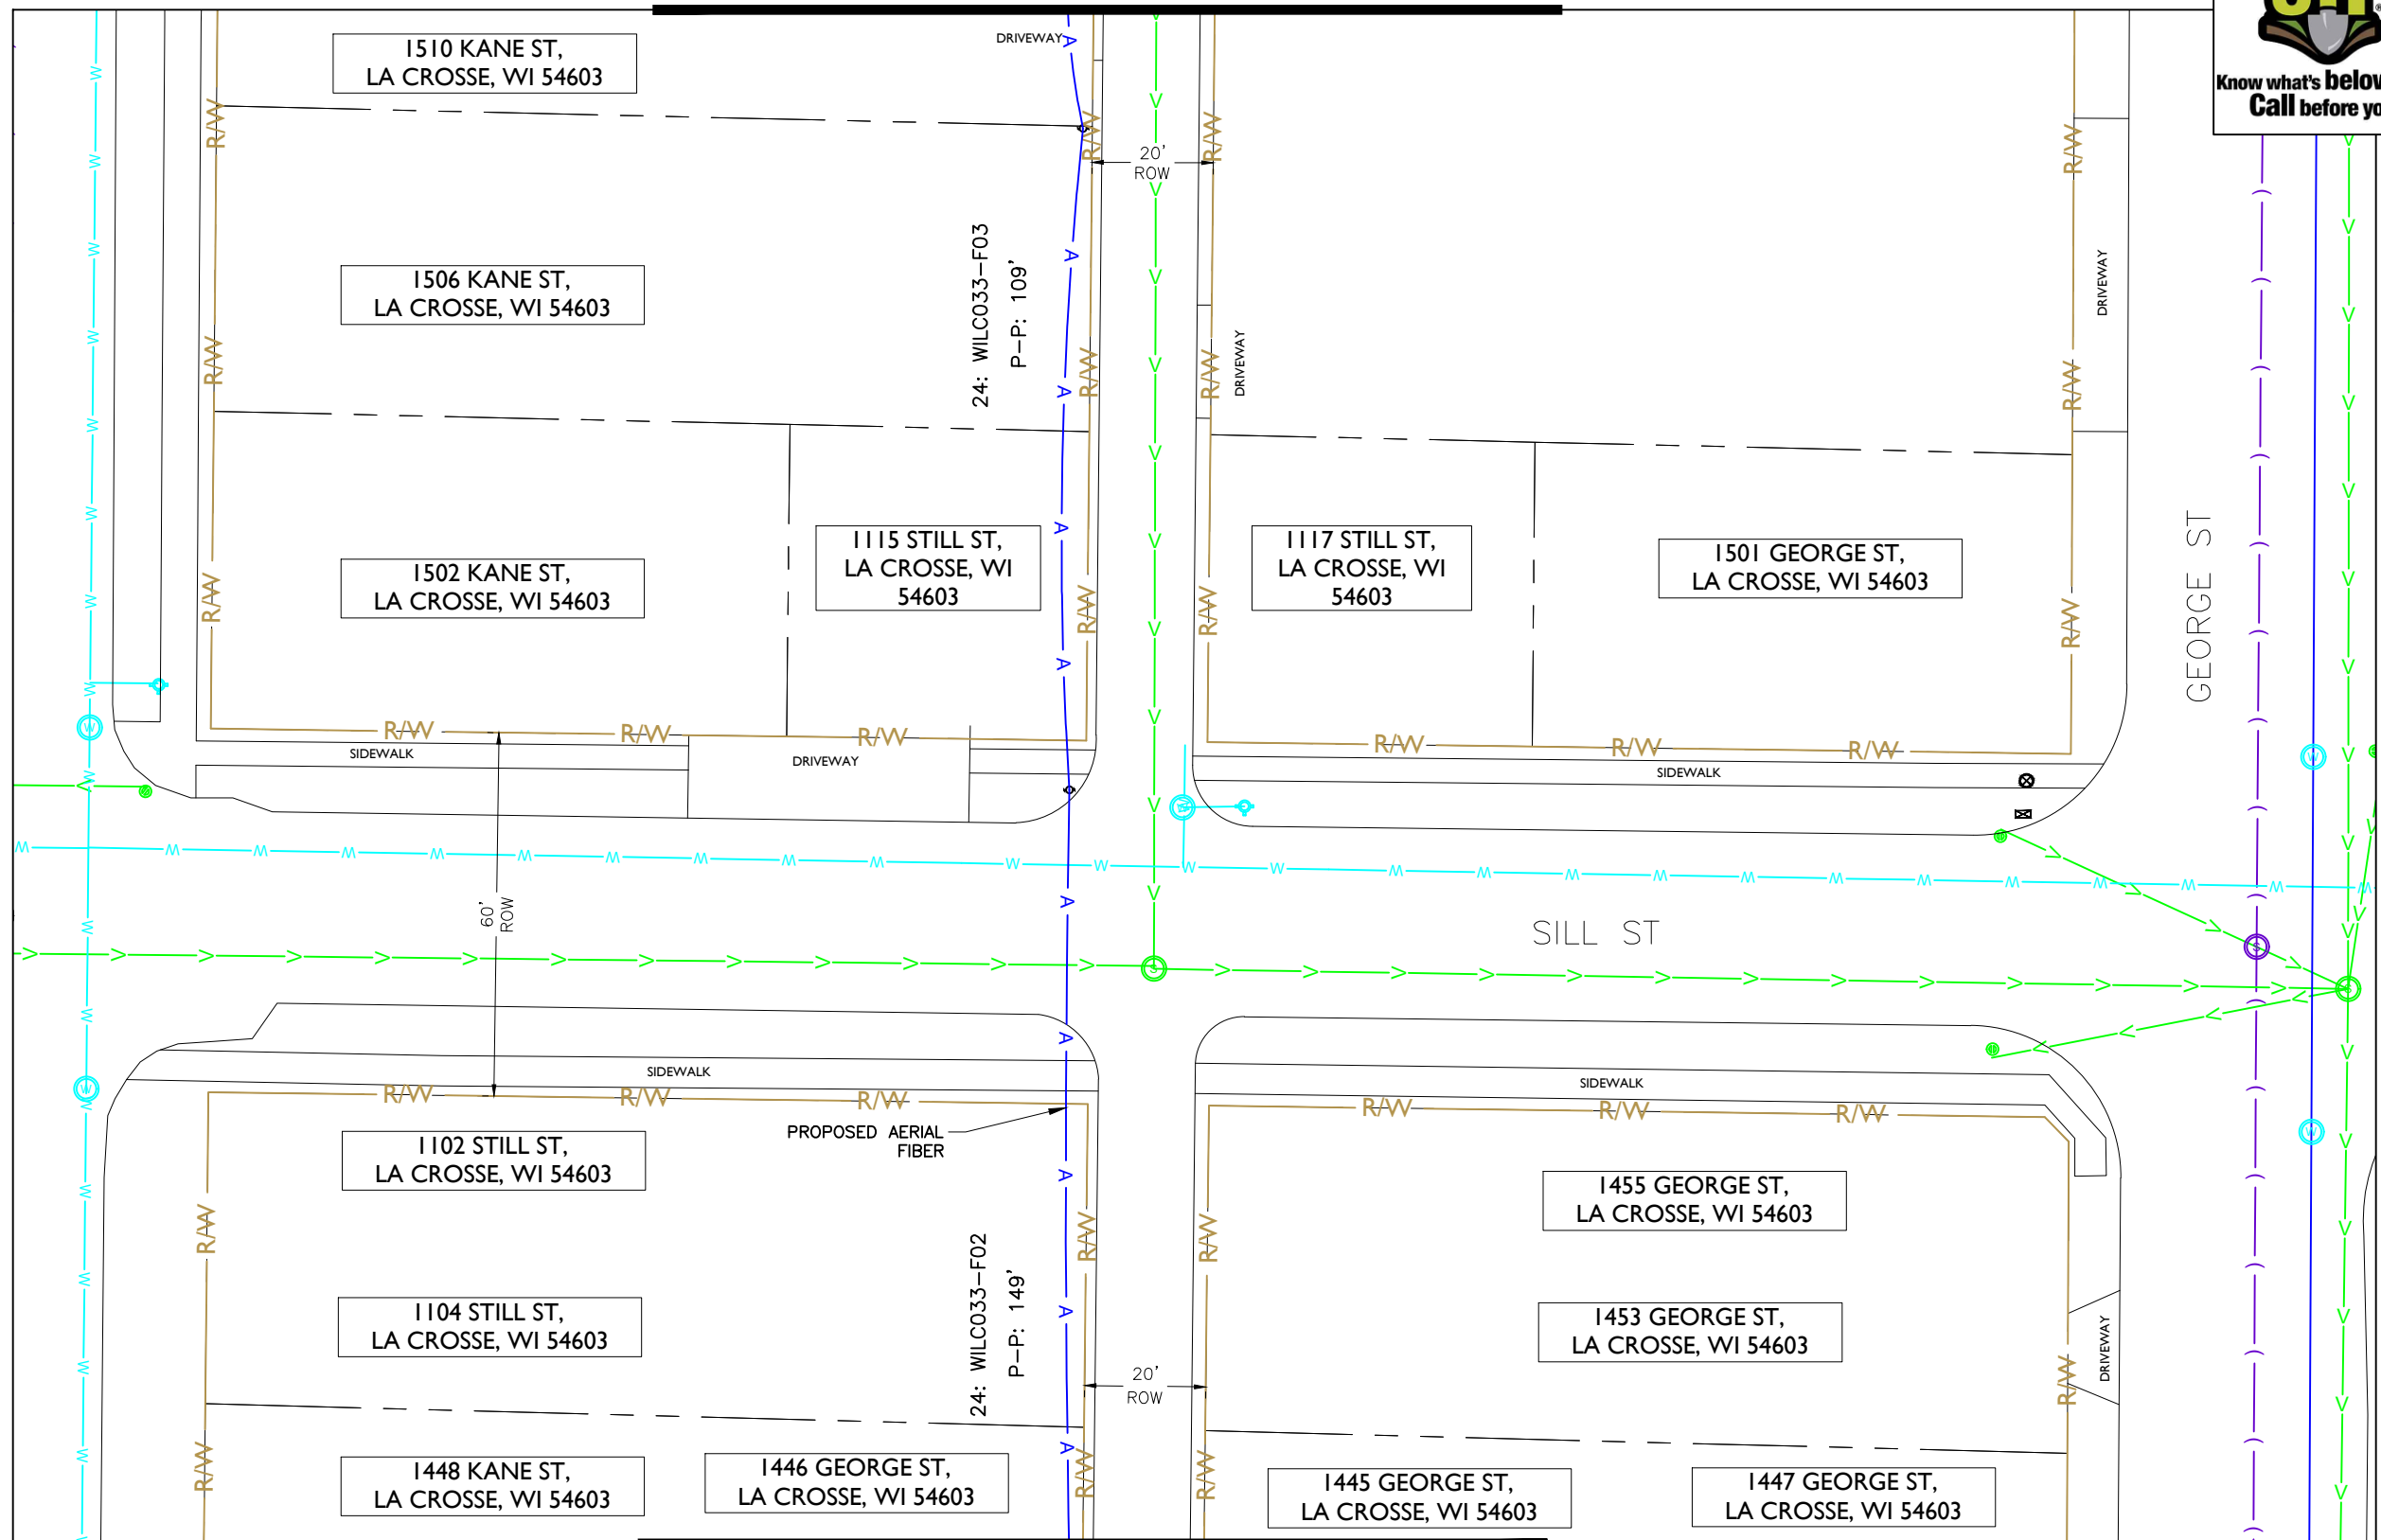 1510 KANE ST,
LA CROSSE, WI 54603
DRIVEWAY
A
Know what's below
Call before yo
R/W
R/W
R/W
R/W
20'
ROW
1506 KANE ST,
LA CROSSE, WI 54603
24: WILC033-F03
P-P: 109'
DRIVEWAY
DRIVEWAY
R/W
R/W
R/W
R/W
1502 KANE ST,
LA CROSSE, WI 54603
1115 STILL ST,
LA CROSSE, WI
54603
1117 STILL ST,
LA CROSSE, WI
54603
1501 GEORGE ST,
LA CROSSE, WI 54603
GEORGE ST
R/W
R/W
R/W
R/W
R/W
R/W
R/W
R/W
R/W
R/W
SIDEWALK
DRIVEWAY
SIDEWALK
60'
ROW
SILL ST
SIDEWALK
SIDEWALK
R/W
R/W
R/W
R/W
R/W
R/W
PROPOSED AERIAL
FIBER
1102 STILL ST,
LA CROSSE, WI 54603
1455 GEORGE ST,
LA CROSSE, WI 54603
R/W
R/W
R/W
24: WILC033-F02
P-P: 149'
1104 STILL ST,
LA CROSSE, WI 54603
1453 GEORGE ST,
LA CROSSE, WI 54603
DRIVEWAY
20'
ROW
R/W
R/W
R/W
R/W
1448 KANE ST,
LA CROSSE, WI 54603
1446 GEORGE ST,
LA CROSSE, WI 54603
1445 GEORGE ST,
LA CROSSE, WI 54603
1447 GEORGE ST,
LA CROSSE, WI 54603